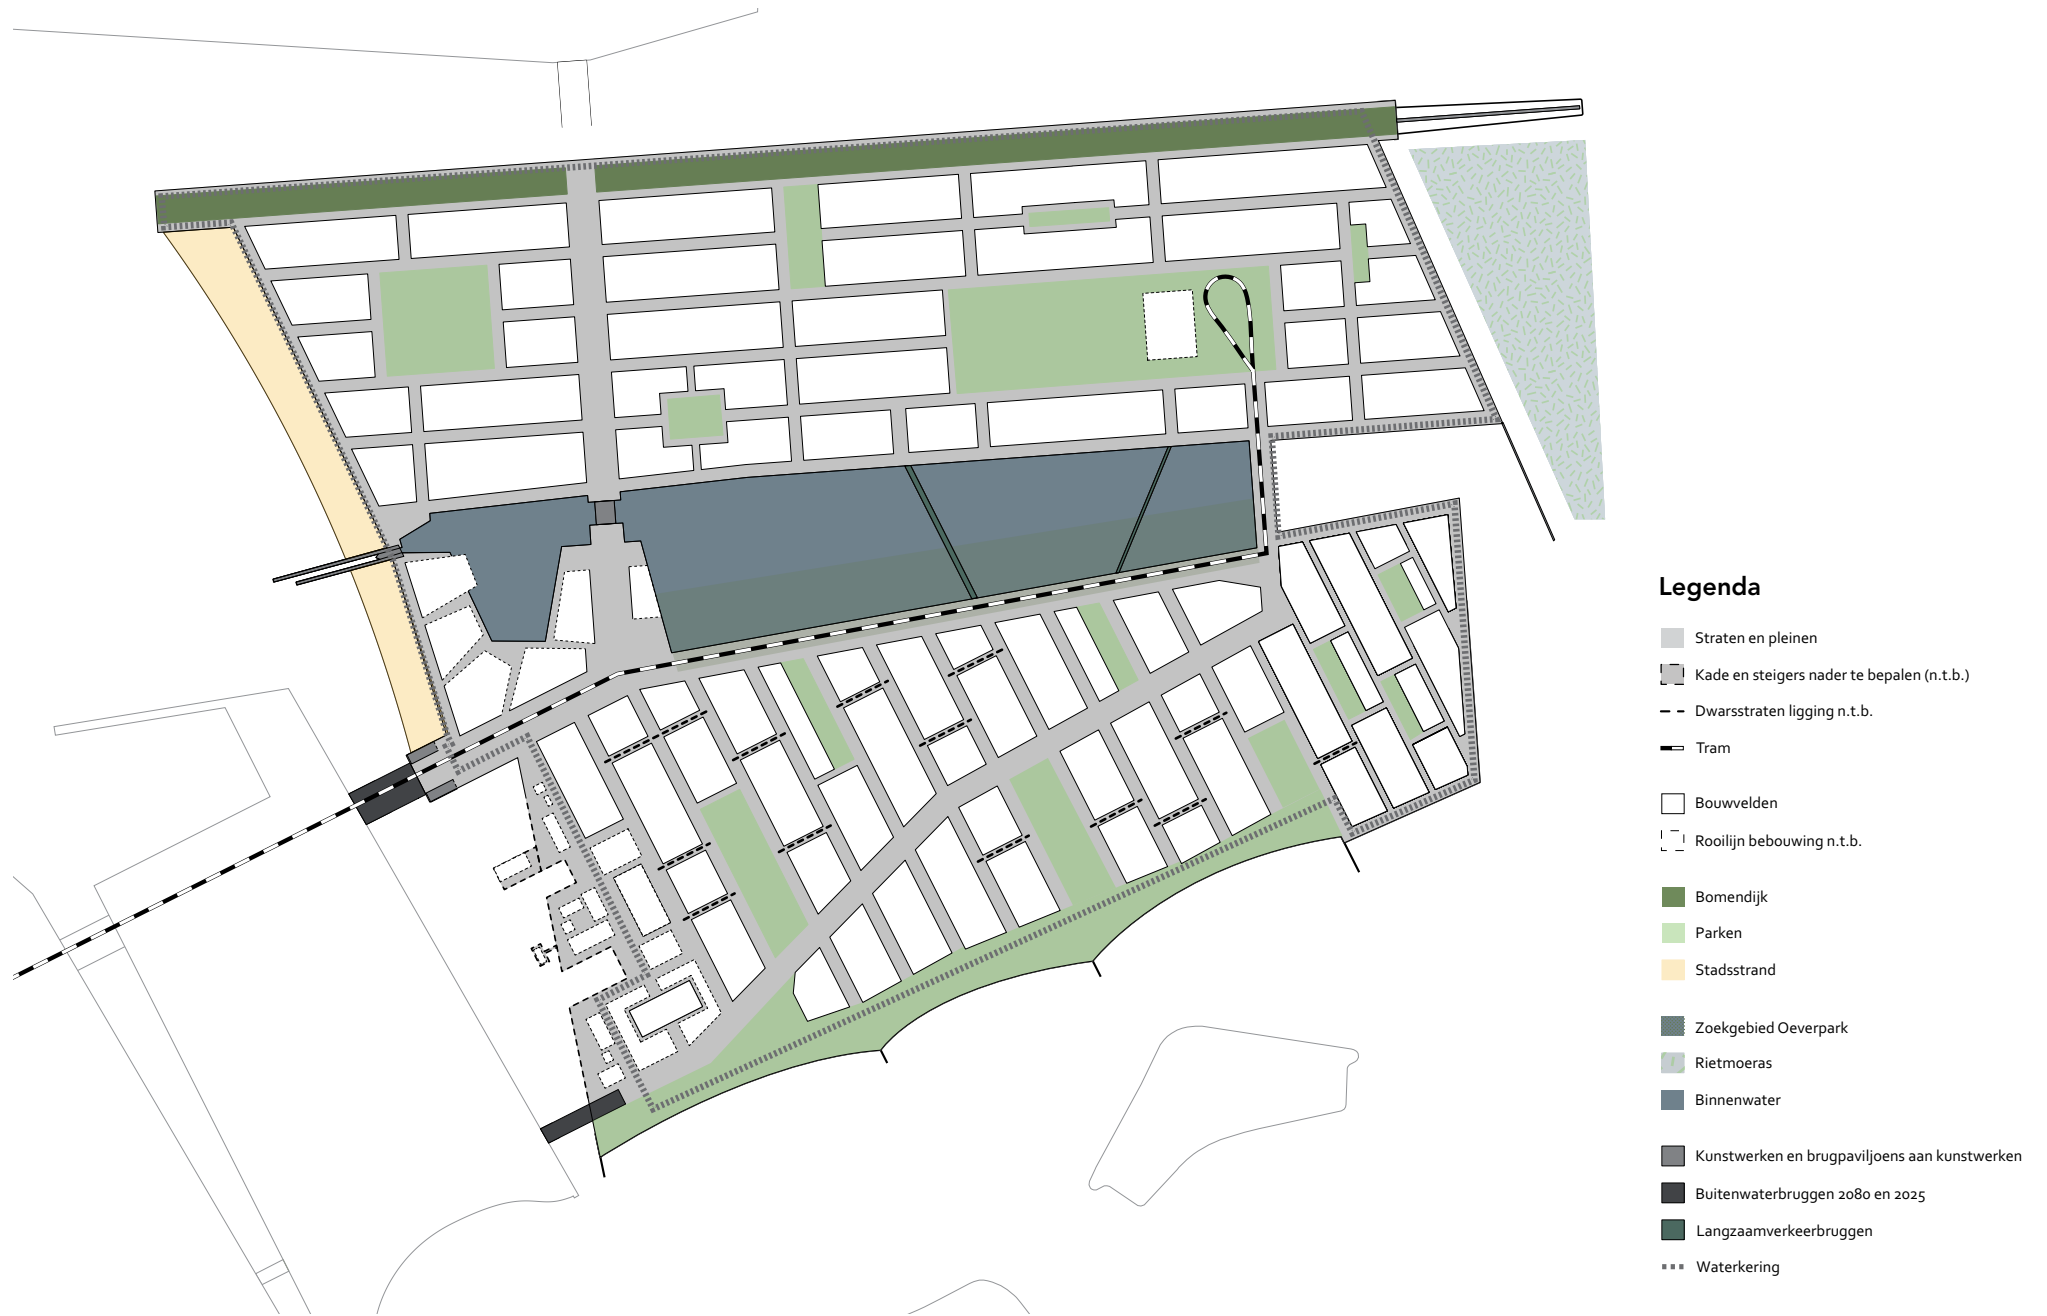 Legenda
Straten en pleinen
Kade en steigers nader te bepalen (n.t.b.)
Dwarsstraten ligging n.t.b.
Tram
Bouwvelden
Rooilijn bebouwing n.t.b.
Bomendijk
Parken
Stadsstrand
Zoekgebied Oeverpark
Rietmoeras
Binnenwater
Kunstwerken en brugpaviljoens aan kunstwerken
Buitenwaterbruggen 2080 en 2025
Langzaamverkeerbruggen
Waterkering